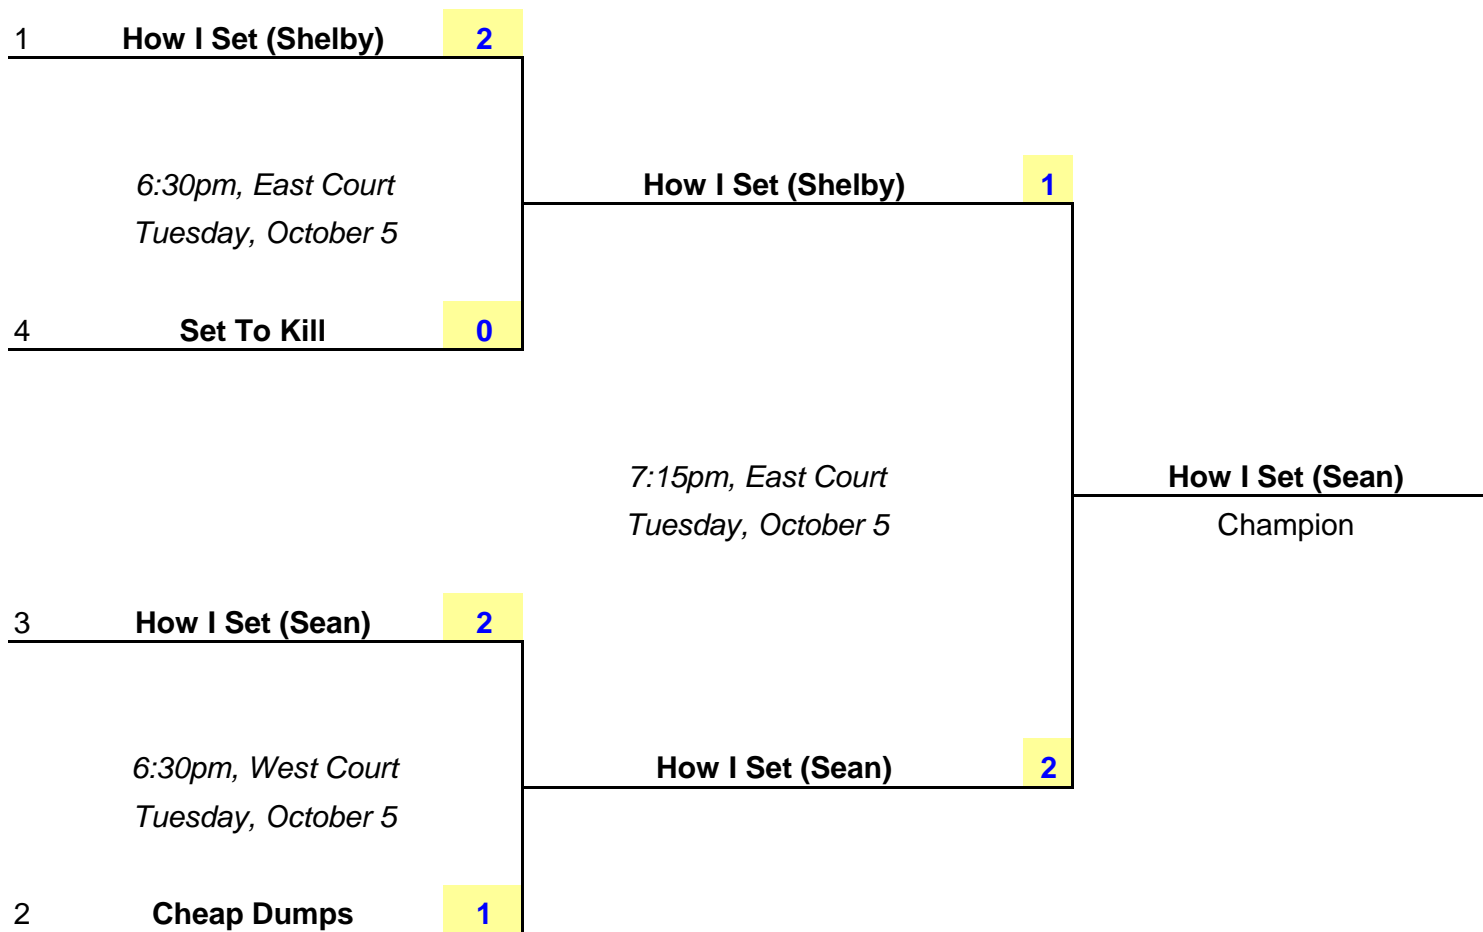 1 How I Set (Shelby) 2
6:30pm, East Court
Tuesday, October 5
How I Set (Shelby) 1
4 Set To Kill 0
7:15pm, East Court
Tuesday, October 5
How I Set (Sean)
Champion
3 How I Set (Sean) 2
6:30pm, West Court
Tuesday, October 5
How I Set (Sean) 2
2 Cheap Dumps 1